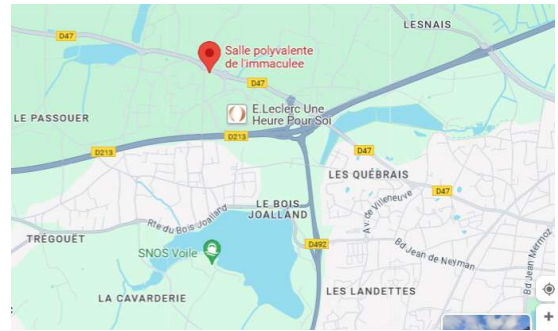 LESNAIS
D47
Salle polyvalente
de l'immaculee
D47
E.Leclerc Une
Heure Pour Soi
LE PASSOUER
D213
D213
D47
LES QUÉBRAIS
D47
Av. de Villeneuve
LE BOIS
JOALLAND
Rte du Bois Joalland
TRÉGOUËT
SNOS Voile
D492
Bd Jean de Neyman
Bd Jean Mermoz
LA CAVARDERIE
LES LANDETTES